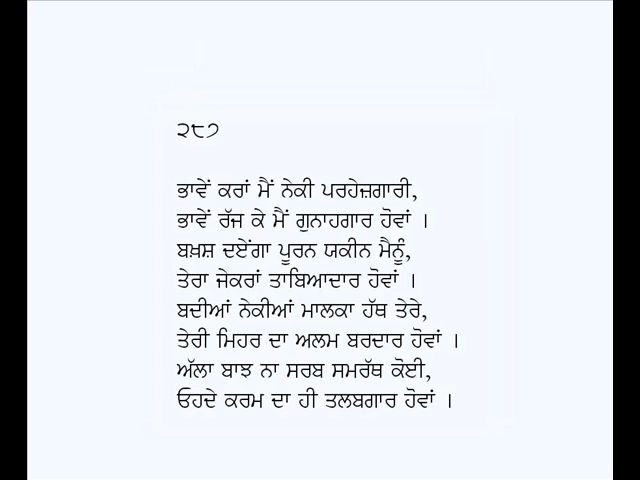 ੨੮੭
ਭਾਵੇਂ ਕਰਾਂ ਮੈਂ ਨੇਕੀ ਪਰਹੇਜ਼ਗਾਰੀ,
ਭਾਵੇਂ ਰੱਜ ਕੇ ਮੈਂ ਗੁਨਾਹਗਾਰ ਹੋਵਾਂ ।
ਬਖ਼ਸ਼ ਦਏਂਗਾ ਪੂਰਨ ਯਕੀਨ ਮੈਨੂੰ,
ਤੇਰਾ ਜੇਕਰਾਂ ਤਾਬਿਆਦਾਰ ਹੋਵਾਂ ।
ਬਦੀਆਂ ਨੇਕੀਆਂ ਮਾਲਕਾ ਹੱਥ ਤੇਰੇ,
ਤੇਰੀ ਮਿਹਰ ਦਾ ਅਲਮ ਬਰਦਾਰ ਹੋਵਾਂ ।
ਅੱਲਾ ਬਾਝ ਨਾ ਸਰਬ ਸਮਰੱਥ ਕੋਈ,
ਓਹਦੇ ਕਰਮ ਦਾ ਹੀ ਤਲਬਗਾਰ ਹੋਵਾਂ ।